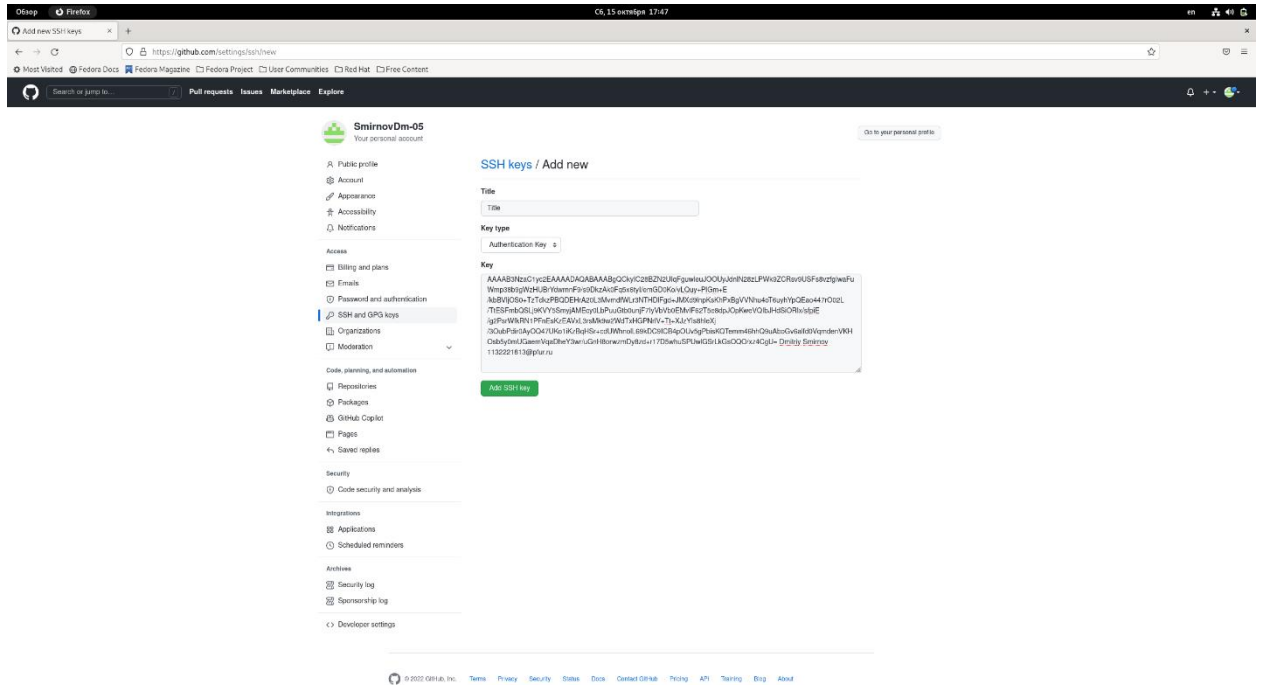 Обзор Firefox Сб, 15 октября 17:47 en
Add new SSH keys
https://github.com/settings/ssh/new
Most Visited Fedora Docs Fedora Magazine Fedora Project User Communities Red Hat Free Content
Search or jump to... / Pull requests Issues Marketplace Explore
SmirnovDm-05
Your personal account
Go to your personal profile
Public profile
Account
Appearance
Accessibility
Notifications
Access
Billing and plans
Emails
Password and authentication
SSH and GPG keys
Organizations
Moderation
Code, planning, and automation
Repositories
Packages
GitHub Copilot
Pages
Saved replies
Security
Code security and analysis
Integrations
Applications
Scheduled reminders
Archives
Security log
Sponsorship log
Developer settings
SSH keys / Add new
Title
Title
Key type
Authentication Key
Key
Dmitriy Smirnov
1132221813@pfur.ru
Add SSH key
© 2022 GitHub, Inc. Terms Privacy Security Status Docs Contact GitHub Pricing API Training Blog About